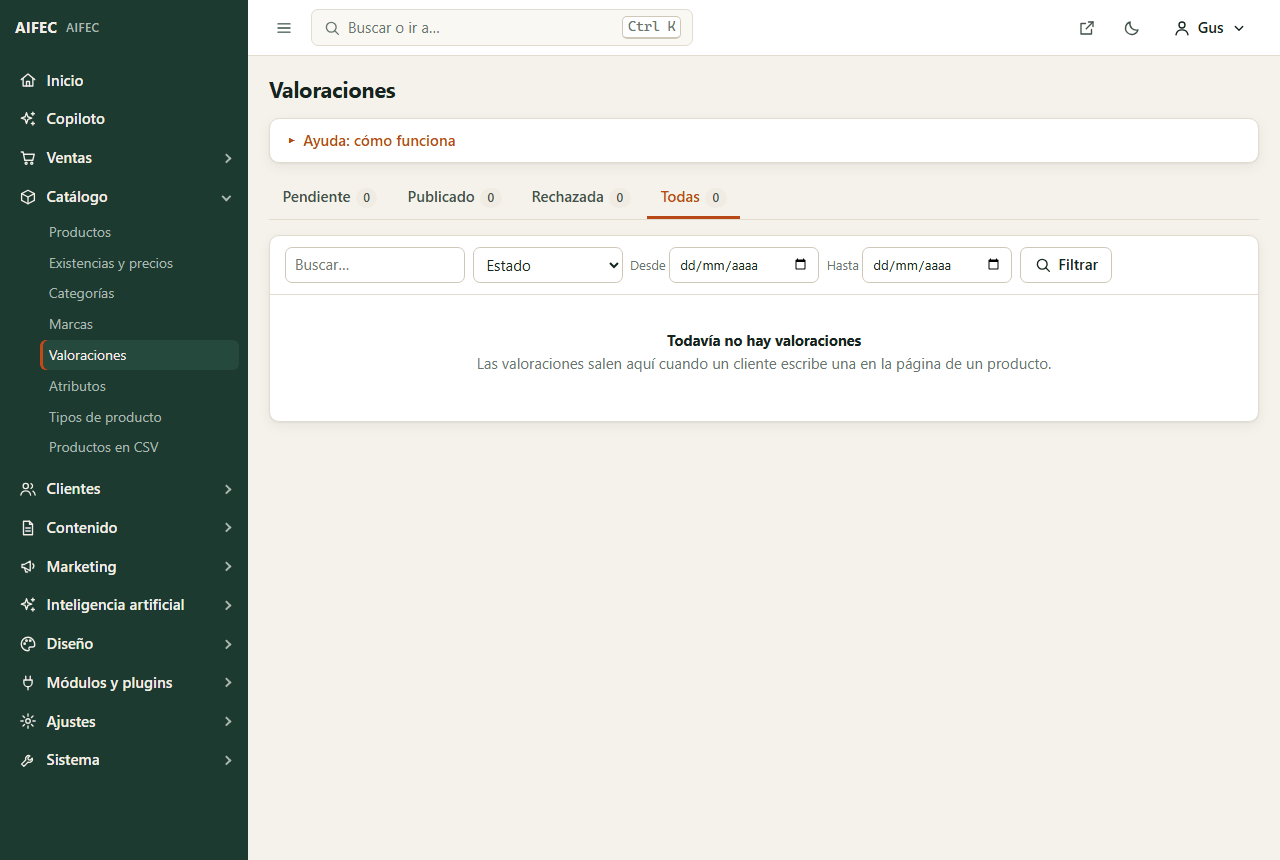 AIFEC AIFEC
Inicio
Copiloto
Ventas
Catálogo
Productos
Existencias y precios
Categorías
Marcas
Valoraciones
Atributos
Tipos de producto
Productos en CSV
Clientes
Contenido
Marketing
Inteligencia artificial
Diseño
Módulos y plugins
Ajustes
Sistema
Buscar o ir a... Ctrl K
Gus
Valoraciones
Ayuda: cómo funciona
Pendiente 0 Publicado 0 Rechazada 0 Todas 0
Buscar... Estado Desde dd/mm/aaaa Hasta dd/mm/aaaa Filtrar
Todavía no hay valoraciones
Las valoraciones salen aquí cuando un cliente escribe una en la página de un producto.